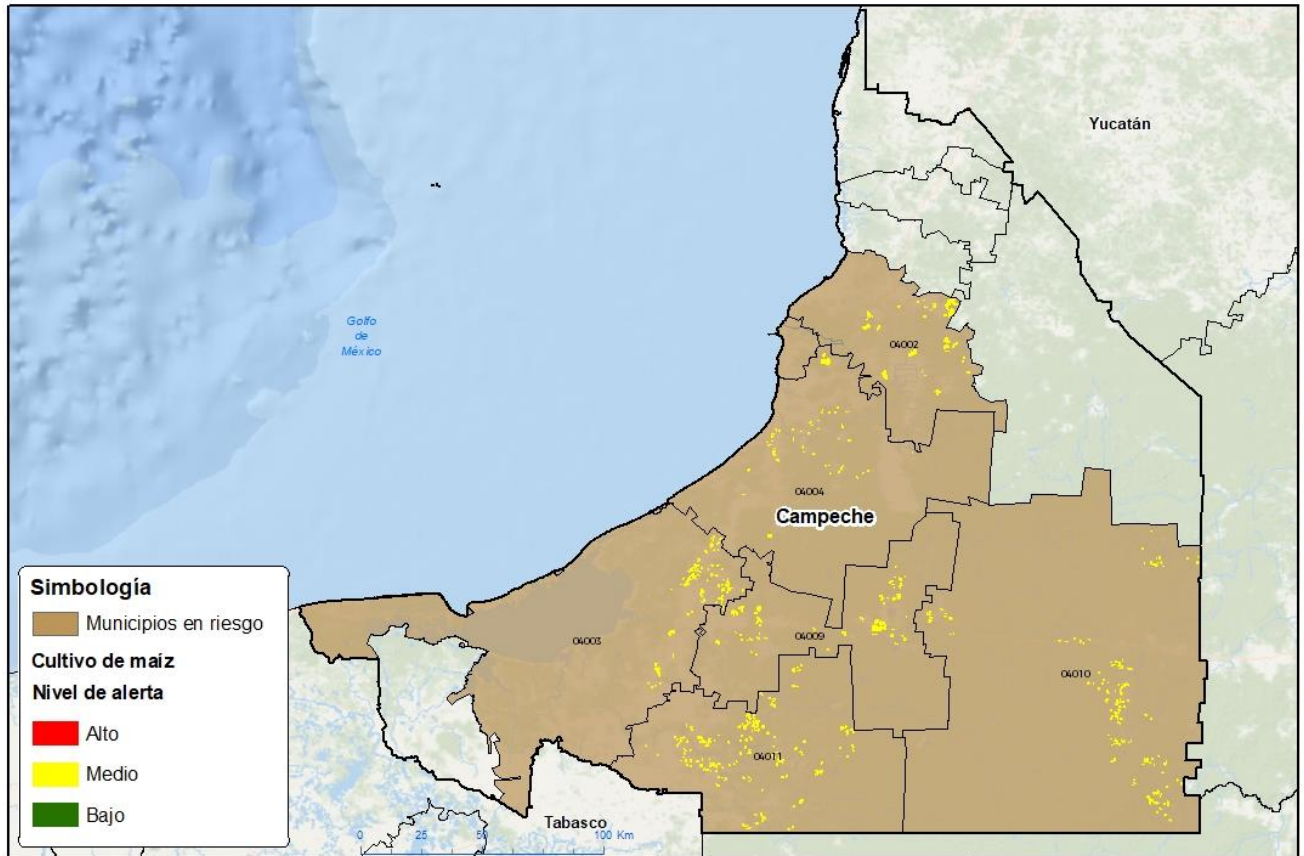 Yucatán
Golfo
de
México
04002
04004
Campeche
04003
04009
04010
04011
Simbología
Municipios en riesgo
Cultivo de maíz
Nivel de alerta
Alto
Medio
Bajo
Tabasco
0 25 50 100 Km